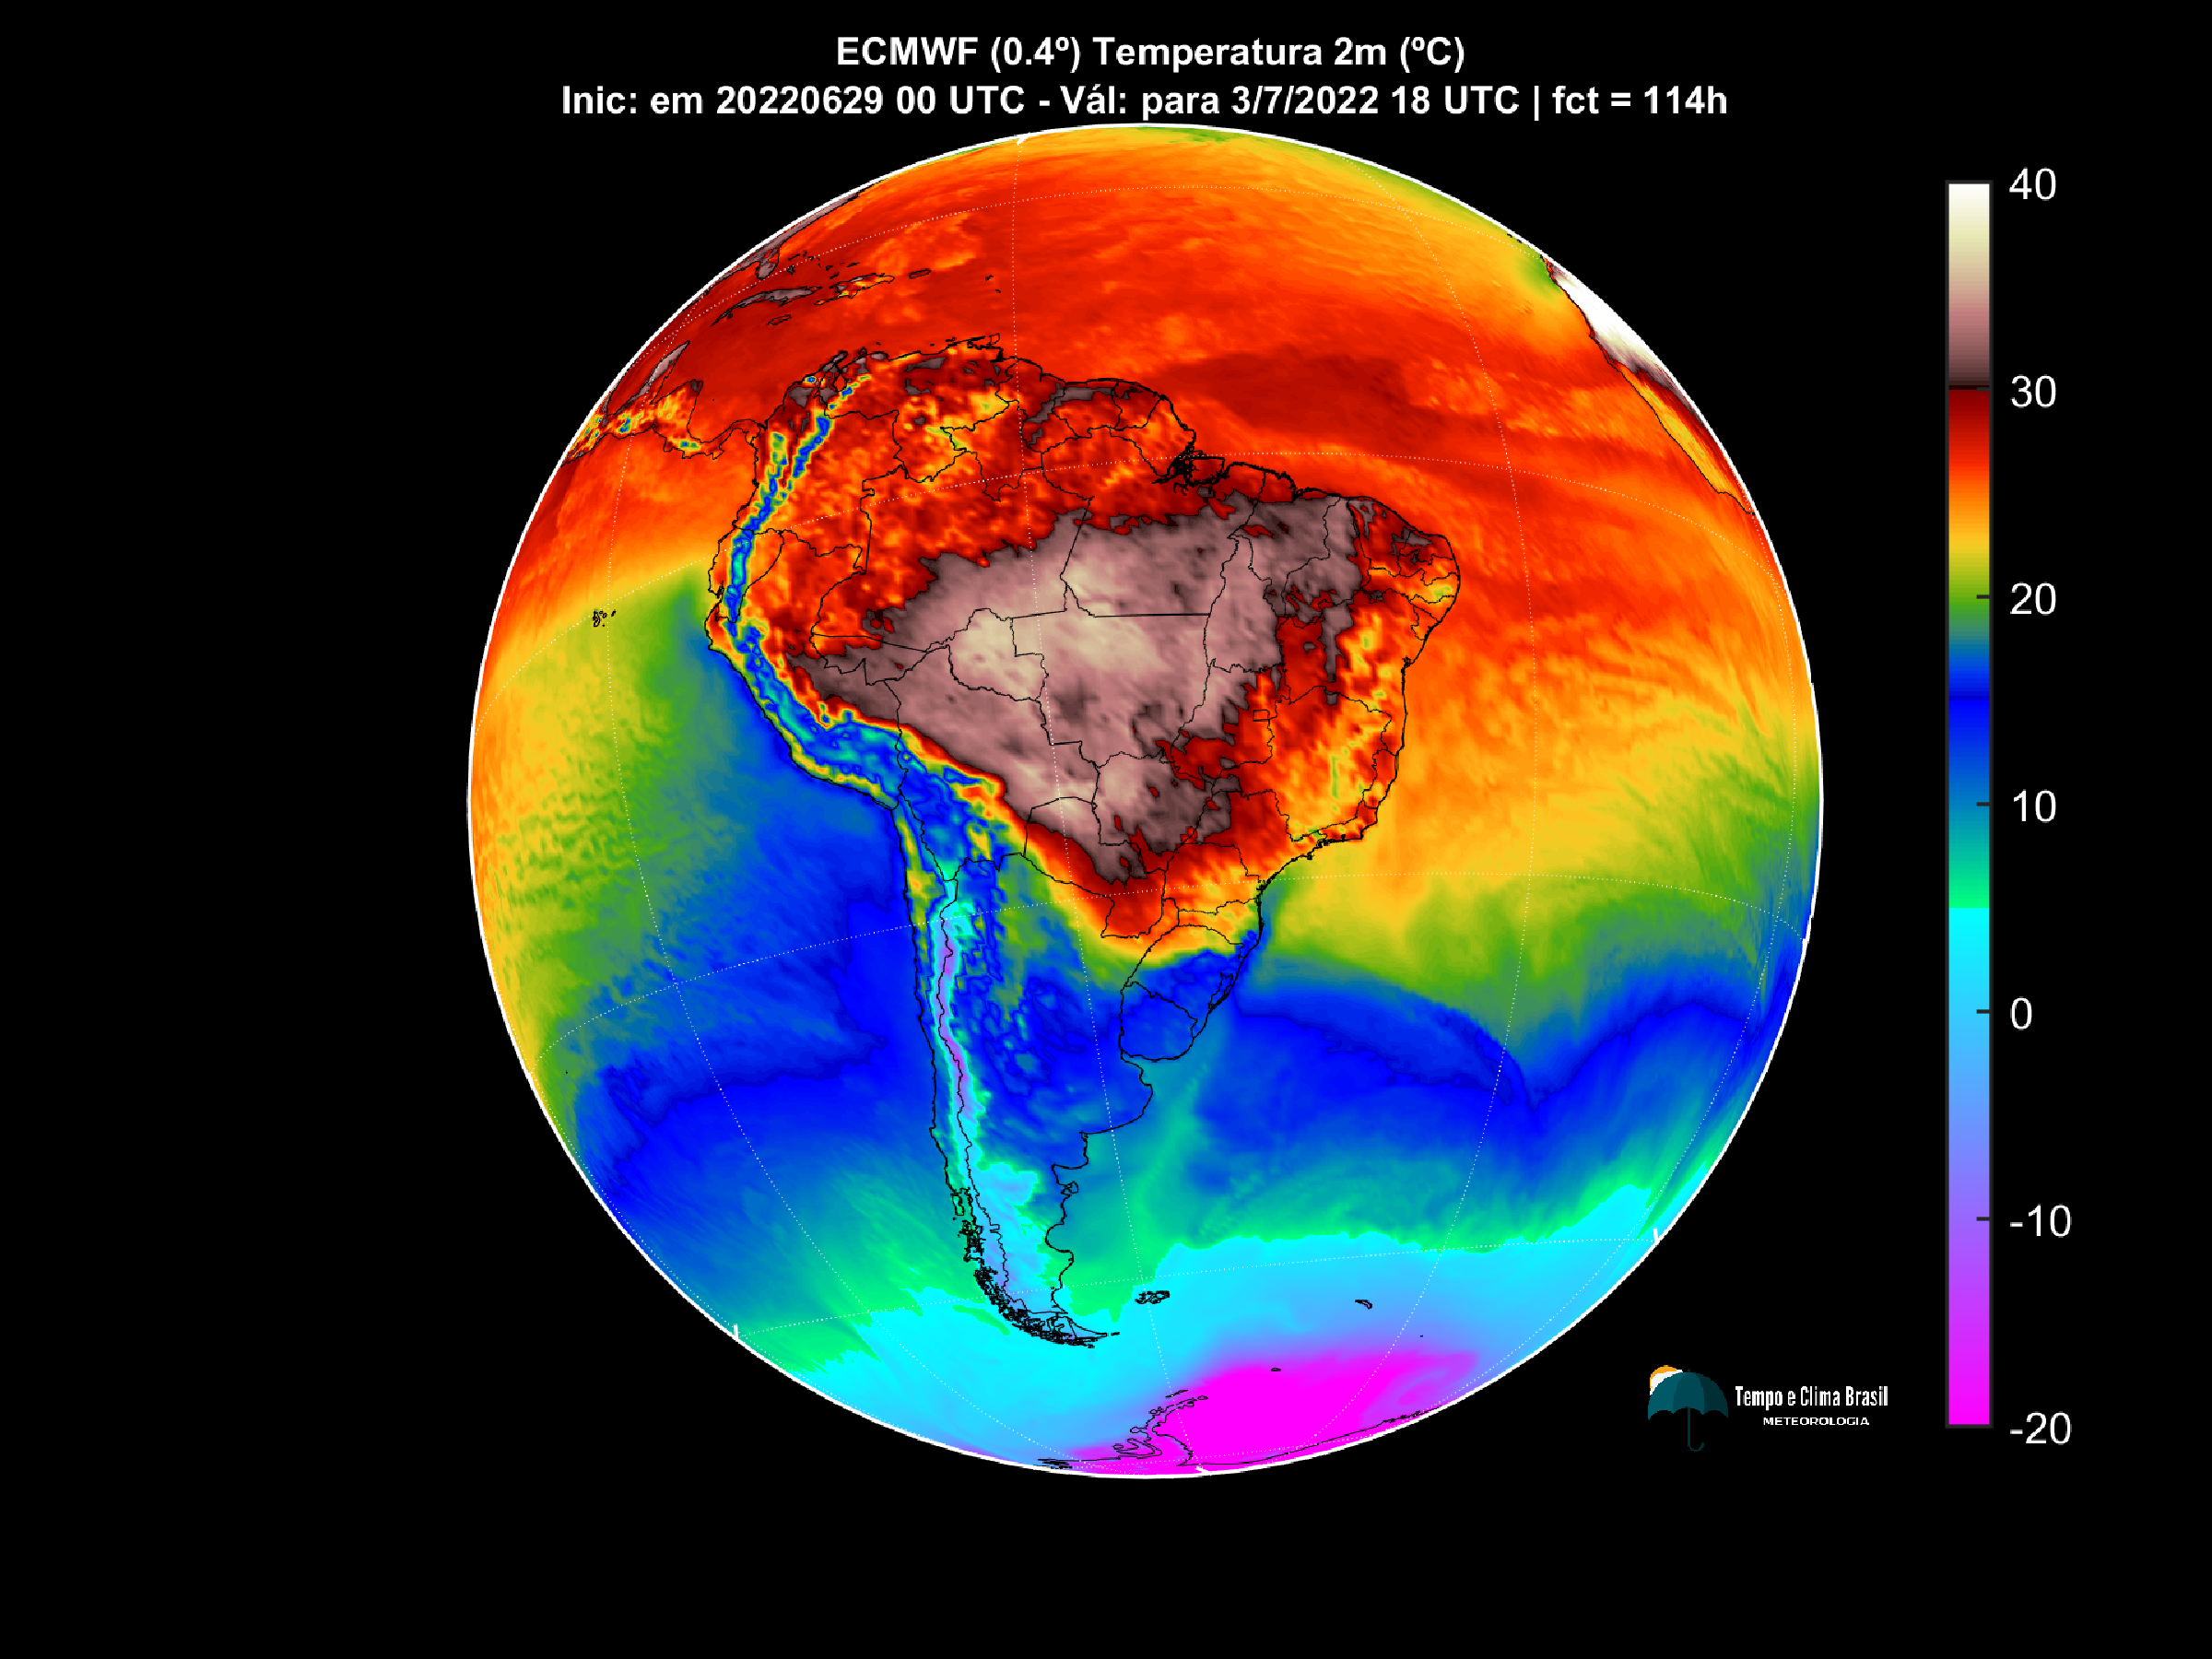 ECMWF (0.4º) Temperatura 2m (ºC)
Inic: em 20220629 00 UTC - Vál: para 3/7/2022 18 UTC | fct = 114h
40
30
20
10
0
-10
-20
Tempo e Clima Brasil
METEOROLOGIA